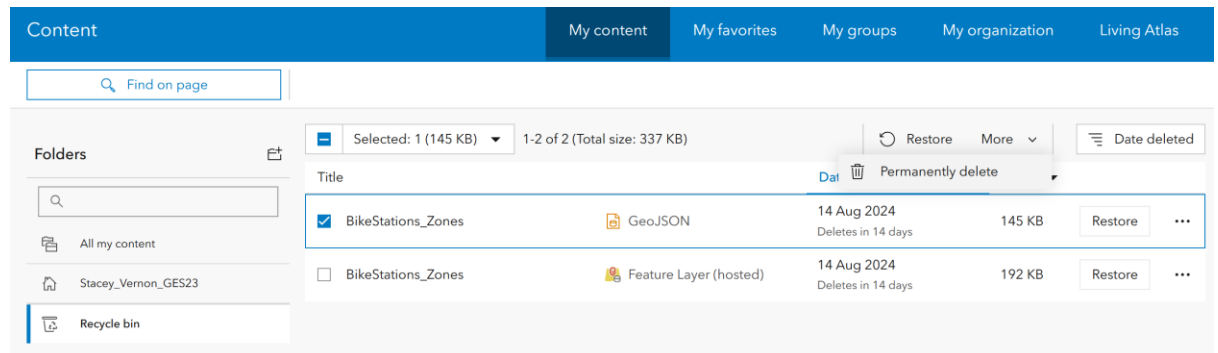 Content
My content
My favorites
My groups
My organization
Living Atlas
Find on page
Folders
All my content
Stacey_Vernon_GES23
Recycle bin
Selected: 1 (145 KB)
1-2 of 2 (Total size: 337 KB)
Restore
More
Date deleted
Permanently delete
Title
BikeStations_Zones
GeoJSON
14 Aug 2024
Deletes in 14 days
145 KB
Restore
BikeStations_Zones
Feature Layer (hosted)
14 Aug 2024
Deletes in 14 days
192 KB
Restore